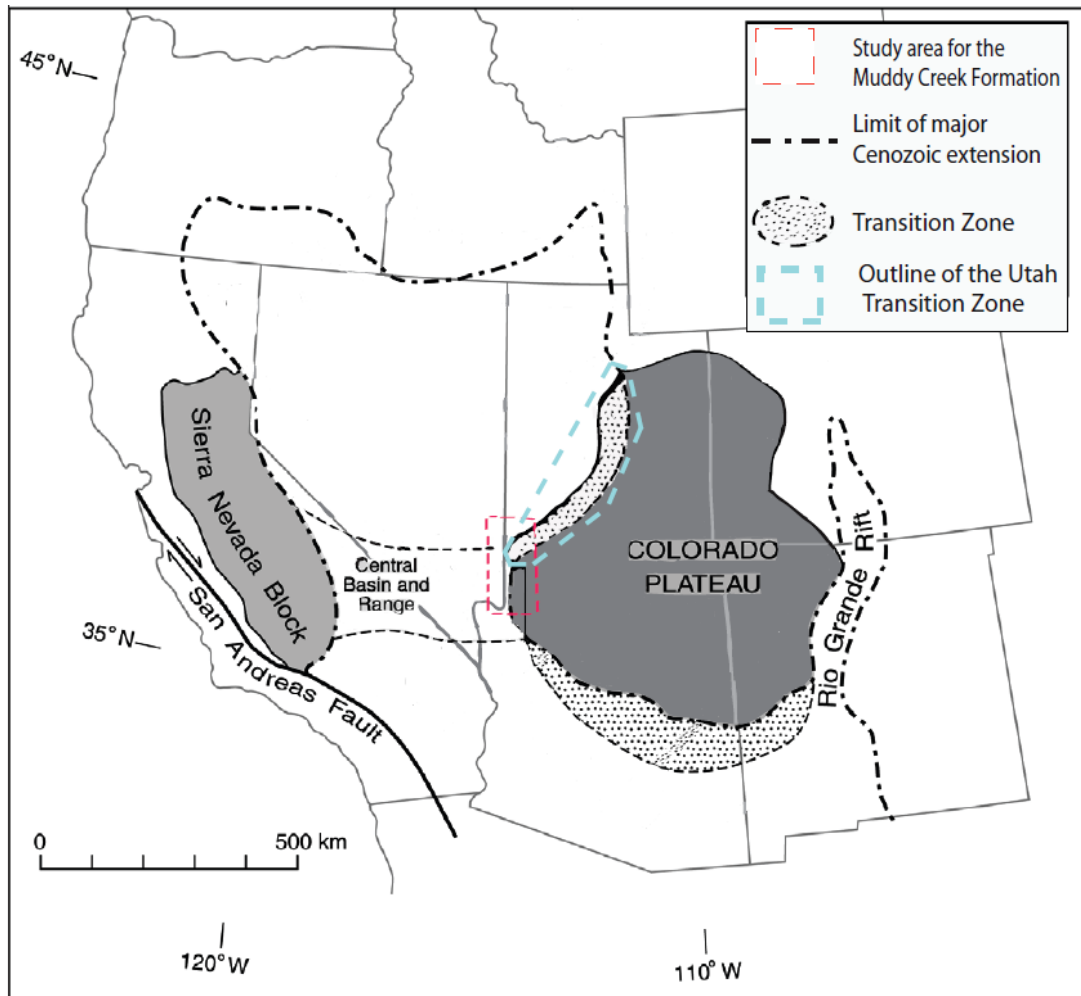 45°N
Study area for the
Muddy Creek Formation
Limit of major
Cenozoic extension
Transition Zone
Outline of the Utah
Transition Zone
Sierra Nevada Block
Central
Basin and
Range
COLORADO
PLATEAU
Rio Grande Rift
35°N
San Andreas Fault
0 500 km
120°W
110°W